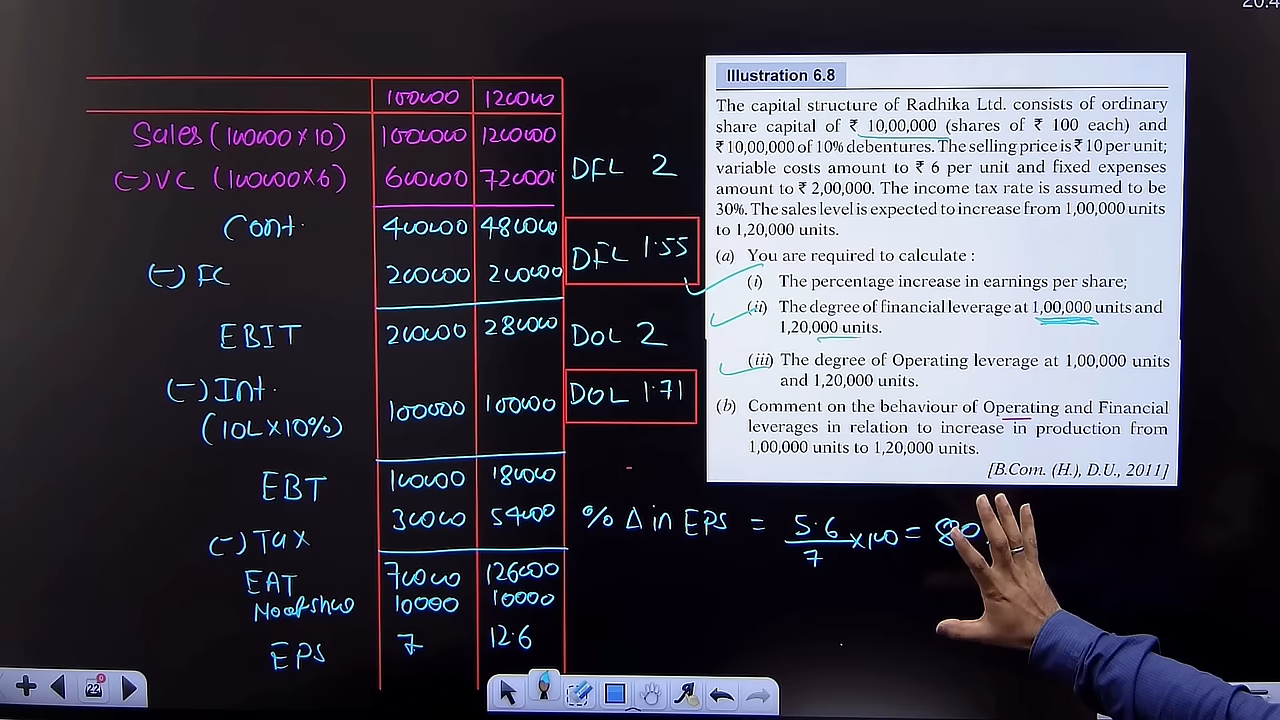 20.4
100000 120000
Sales (100000 x 10) 1000000 1200000
(-) VC (100000 x 6) 600000 720000
Cont. 400000 480000
(-) FC 200000 200000
EBIT 200000 280000
(-) Int. 100000 100000
(10L x 10%)
EBT 100000 180000
30000 54000
(-) Tax
EAT 70000 126000
No of share 10000 10000
EPS 7 12.6
DFL 2
DFL 1.55
DOL 2
DOL 1.71
% Δ in EPS = 5.6/7 x 100 = 80
Illustration 6.8
The capital structure of Radhika Ltd. consists of ordinary
share capital of ₹ 10,00,000 (shares of ₹ 100 each) and
₹ 10,00,000 of 10% debentures. The selling price is ₹ 10 per unit;
variable costs amount to ₹ 6 per unit and fixed expenses
amount to ₹ 2,00,000. The income tax rate is assumed to be
30%. The sales level is expected to increase from 1,00,000 units
to 1,20,000 units.
(a) You are required to calculate :
(i) The percentage increase in earnings per share;
(ii) The degree of financial leverage at 1,00,000 units and
1,20,000 units.
(iii) The degree of Operating leverage at 1,00,000 units
and 1,20,000 units.
(b) Comment on the behaviour of Operating and Financial
leverages in relation to increase in production from
1,00,000 units to 1,20,000 units.
[B.Com. (H.), D.U., 2011]
22